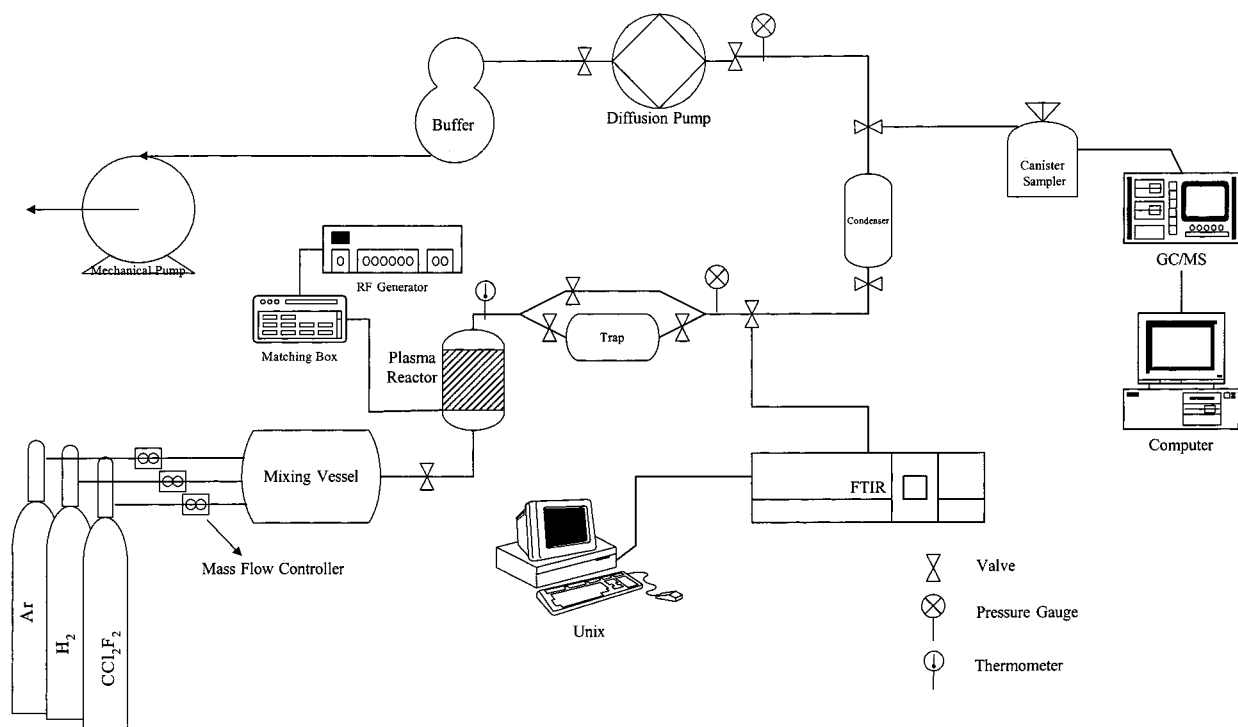 Buffer
Diffusion Pump
Canister
Sampler
Mechanical Pump
Condenser
GC/MS
RF Generator
Matching Box
Plasma
Reactor
Trap
Computer
Mixing Vessel
FTIR
Mass Flow Controller
Ar
H₂
CCl₂F₂
Unix
Valve
Pressure Gauge
Thermometer